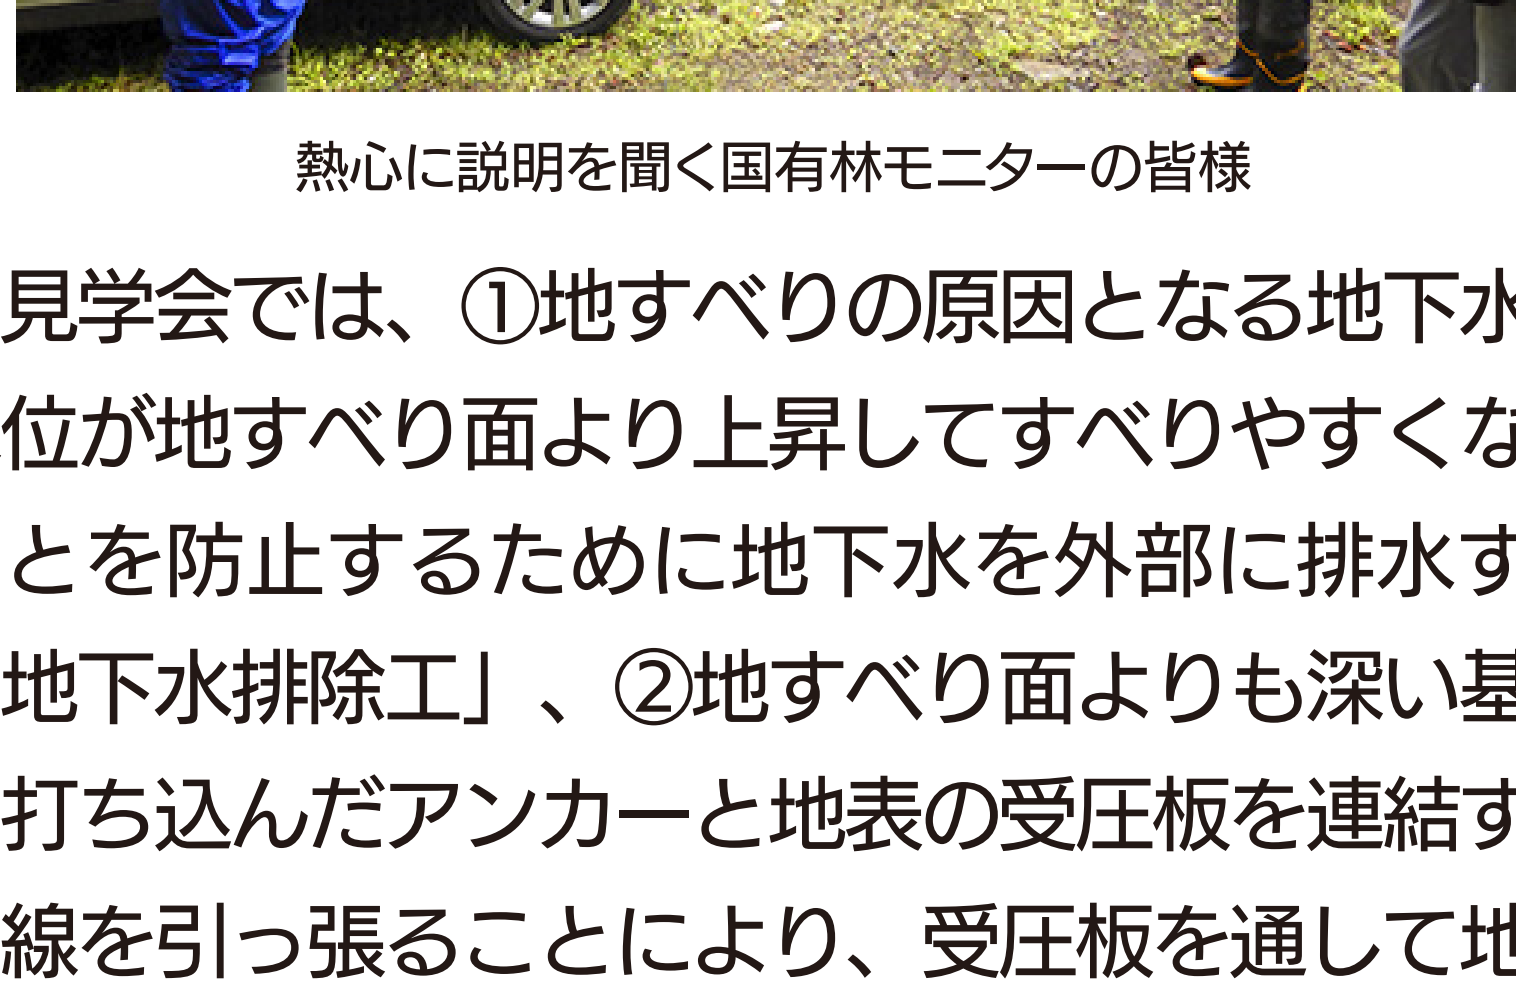 熱心に説明を聞く国有林モニターの皆様
見学会では、①地すべりの原因となる地下水
位が地すべり面より上昇してすべりやすくな
とを防止するために地下水を外部に排水す
地下水排除工」、②地すべり面よりも深い基
打ち込んだアンカーと地表の受圧板を連結す
線を引っ張ることにより、受圧板を通して地